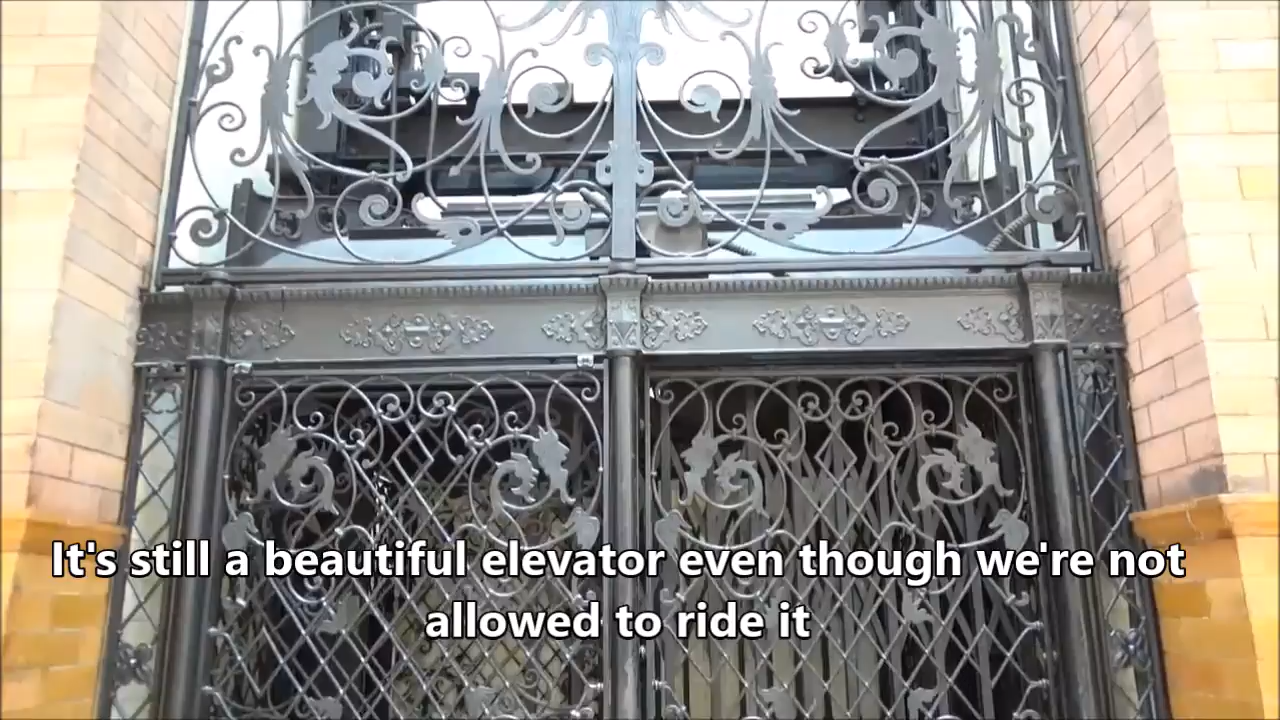 It's still a beautiful elevator even though we're not
allowed to ride it